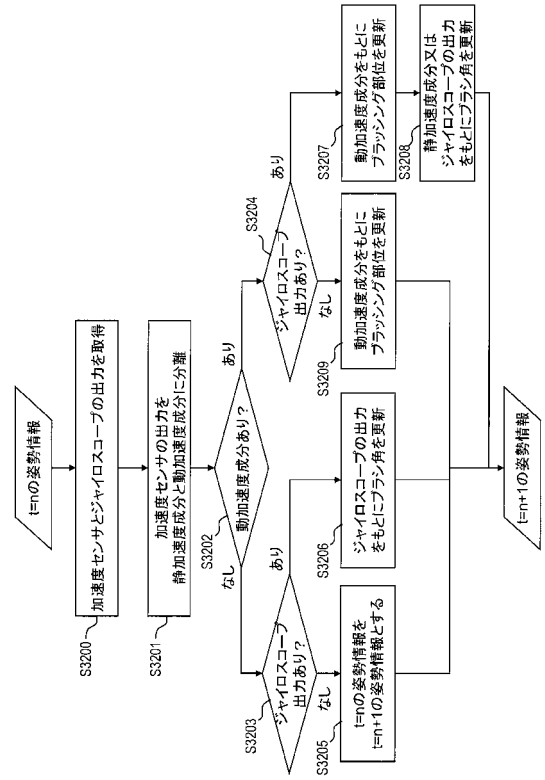 t=nの姿勢情報
加速度センサとジャイロスコープの出力を取得
S3200
加速度センサの出力を
静加速度成分と動加速度成分に分離
S3201
動加速度成分あり?
S3202
なし
あり
ジャイロスコープ
出力あり?
S3203
なし
あり
ジャイロスコープ
出力あり?
S3204
なし
あり
t=nの姿勢情報を
t=n+1の姿勢情報とする
S3205
ジャイロスコープの出力
をもとにブラシ角を更新
S3206
動加速度成分をもとに
ブラッシング部位を更新
S3209
動加速度成分をもとに
ブラッシング部位を更新
S3207
静加速度成分又は
ジャイロスコープの出力
をもとにブラシ角を更新
S3208
t=n+1の姿勢情報